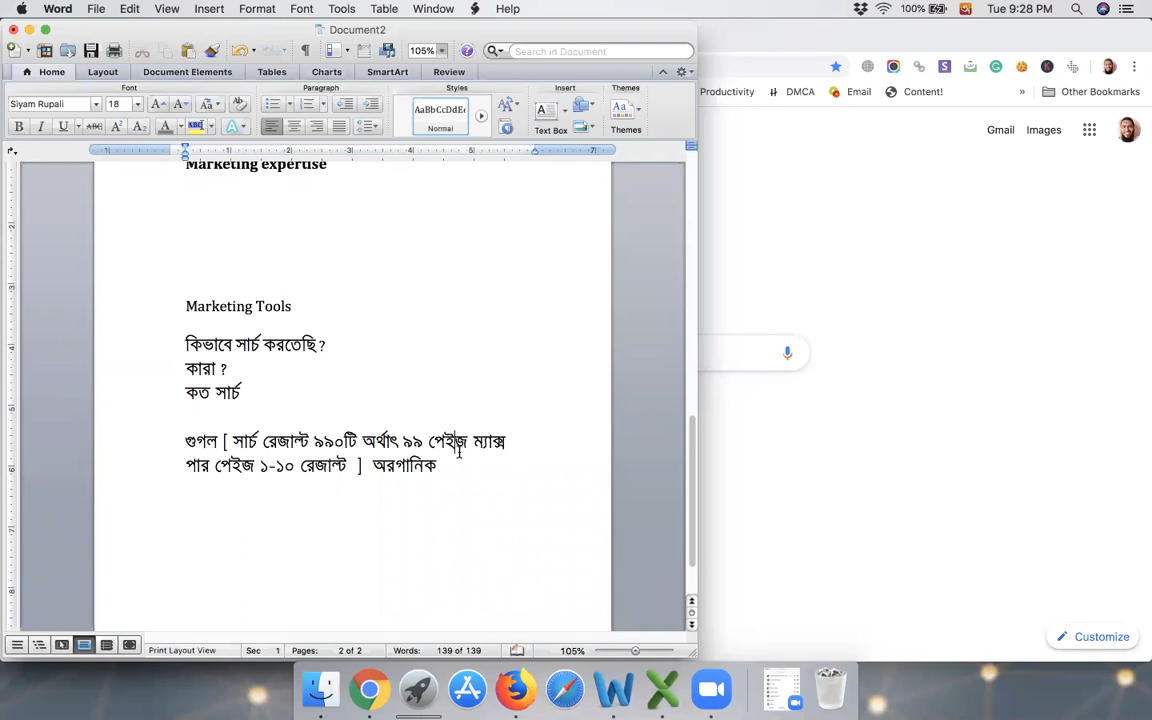 Word File Edit View Insert Format Font Tools Table Window Help
100% Tue 9:28 PM
Document2
105% Search in Document
Home Layout Document Elements Tables Charts SmartArt Review
Font Paragraph Styles Insert Themes
Siyam Rupali 18
AaBbCcDdEe
Normal Text Box Themes
Productivity DMCA Email Content! » Other Bookmarks
Gmail Images
Marketing expertise
Marketing Tools
কিভাবে সার্চ করতেছি ?
কারা ?
কত সার্চ
গুগল [ সার্চ রেজাল্ট ৯৯০টি অর্থাৎ ৯৯ পেইজ ম্যাক্স
পার পেইজ ১-১০ রেজাল্ট ] অরগানিক
Customize
Print Layout View Sec 1 Pages: 2 of 2 Words: 139 of 139 105%